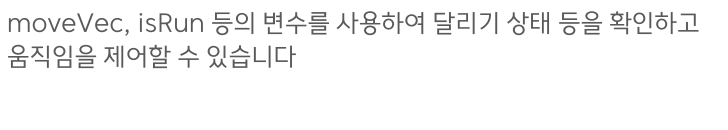 moveVec, isRun 등의 변수를 사용하여 달리기 상태 등을 확인하고
움직임을 제어할 수 있습니다